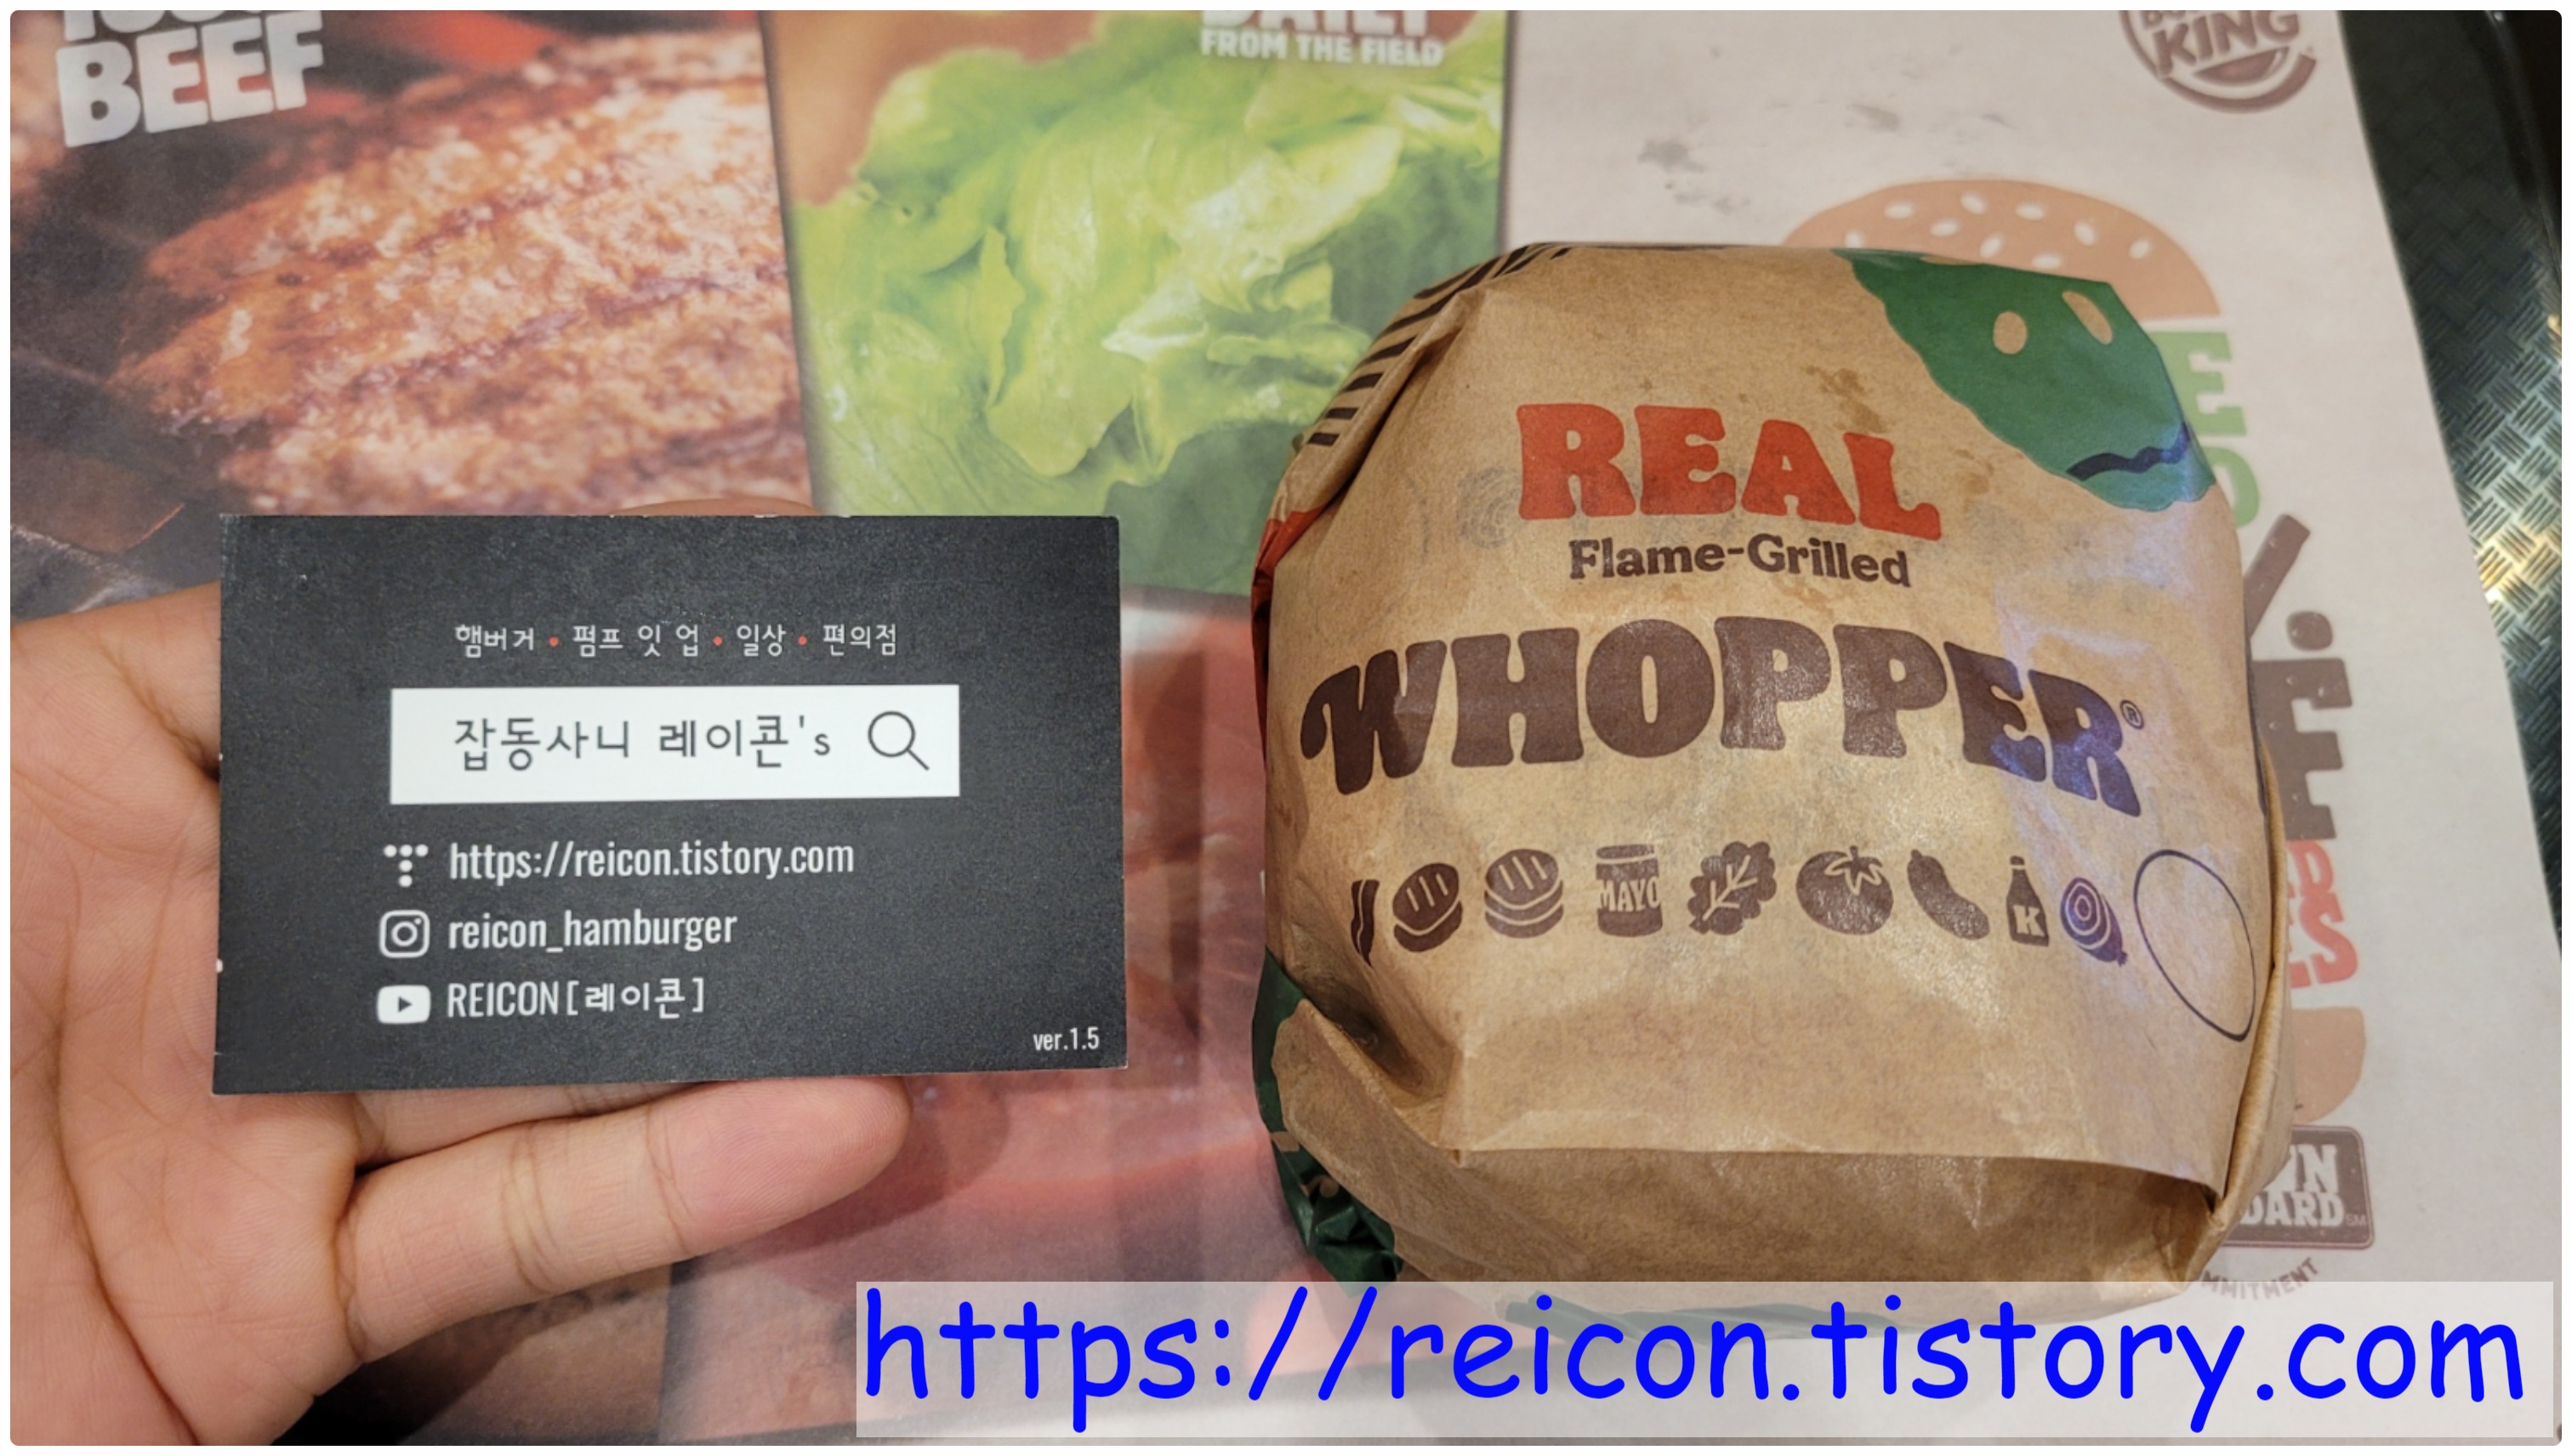 BEEF
FROM THE FIELD
KING
REAL
Flame-Grilled
WHOPPER®
MAYO
K
햄버거 • 펌프 잇 업 • 일상 • 편의점
잡동사니 레이콘's
https://reicon.tistory.com
reicon_hamburger
REICON[레이콘]
ver.1.5
https://reicon.tistory.com